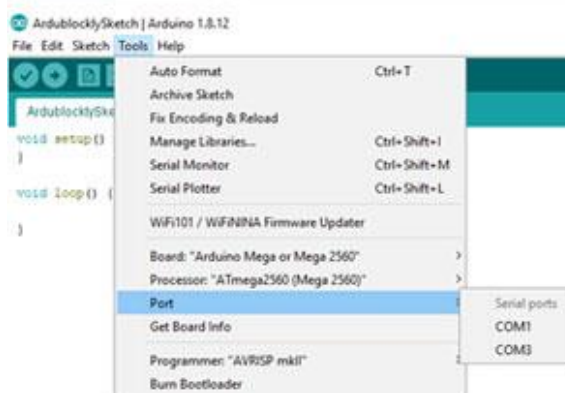 ArdublocklySketch | Arduino 1.8.12
File Edit Sketch Tools Help
Auto Format Ctrl+T
Archive Sketch
Fix Encoding & Reload
Manage Libraries... Ctrl+Shift+I
Serial Monitor Ctrl+Shift+M
Serial Plotter Ctrl+Shift+L
WiFi101 / WiFiNINA Firmware Updater
Board: "Arduino Mega or Mega 2560"
Processor: "ATmega2560 (Mega 2560)"
Port
Get Board Info
Programmer: "AVRISP mkII"
Burn Bootloader
Serial ports
COM1
COM3
ArdublocklySke
void setup()
}
void loop() {
}